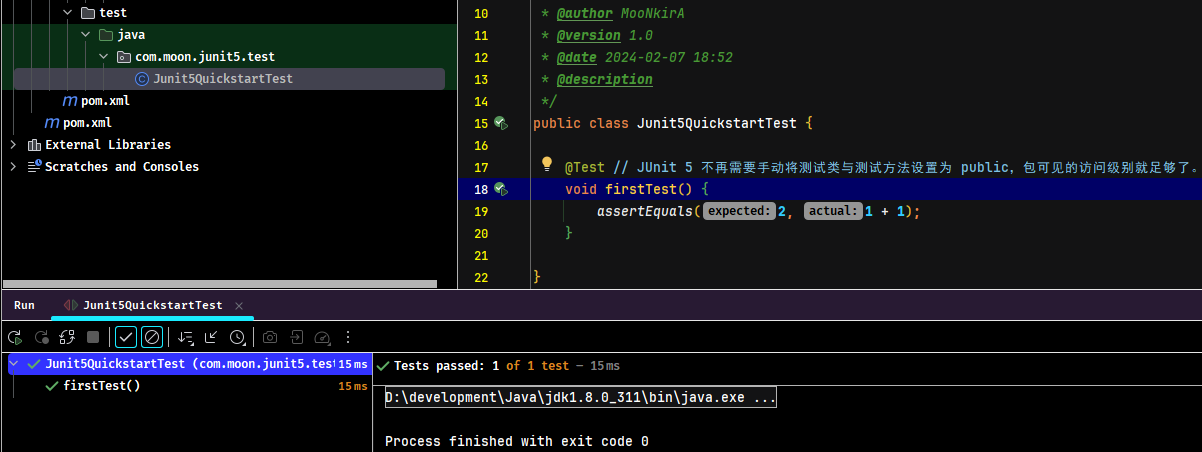 test
java
com.moon.junit5.test
Junit5QuickstartTest
pom.xml
pom.xml
External Libraries
Scratches and Consoles
10 * @author MooNkirA
11 * @version 1.0
12 * @date 2024-02-07 18:52
13 * @description
14 */
15 public class Junit5QuickstartTest {
16
17 @Test // JUnit 5 不再需要手动将测试类与测试方法设置为 public，包可见的访问级别就足够了。
18 void firstTest() {
19 assertEquals( expected: 2, actual: 1 + 1);
20 }
21
22 }
Run Junit5QuickstartTest
Junit5QuickstartTest (com.moon.junit5.tes 15 ms
firstTest() 15 ms
Tests passed: 1 of 1 test – 15 ms
D:\development\Java\jdk1.8.0_311\bin\java.exe ...
Process finished with exit code 0